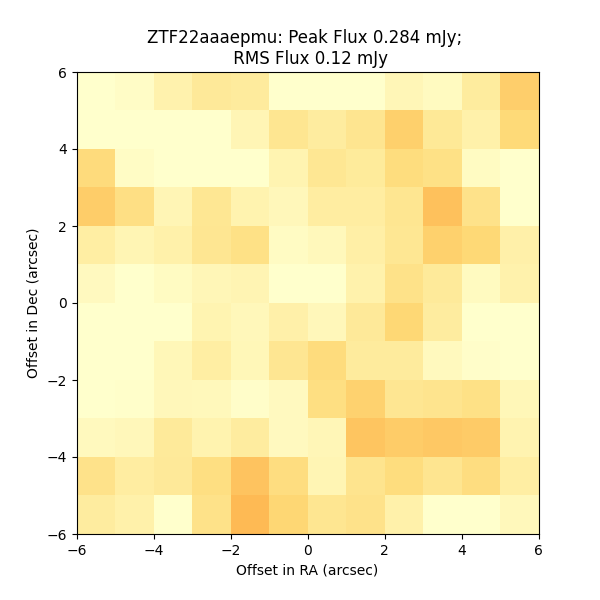 ZTF22aaaepmu: Peak Flux 0.284 mJy;
RMS Flux 0.12 mJy
6
4
2
0
−2
−4
−6
Offset in Dec (arcsec)
−6 −4 −2 0 2 4 6
Offset in RA (arcsec)